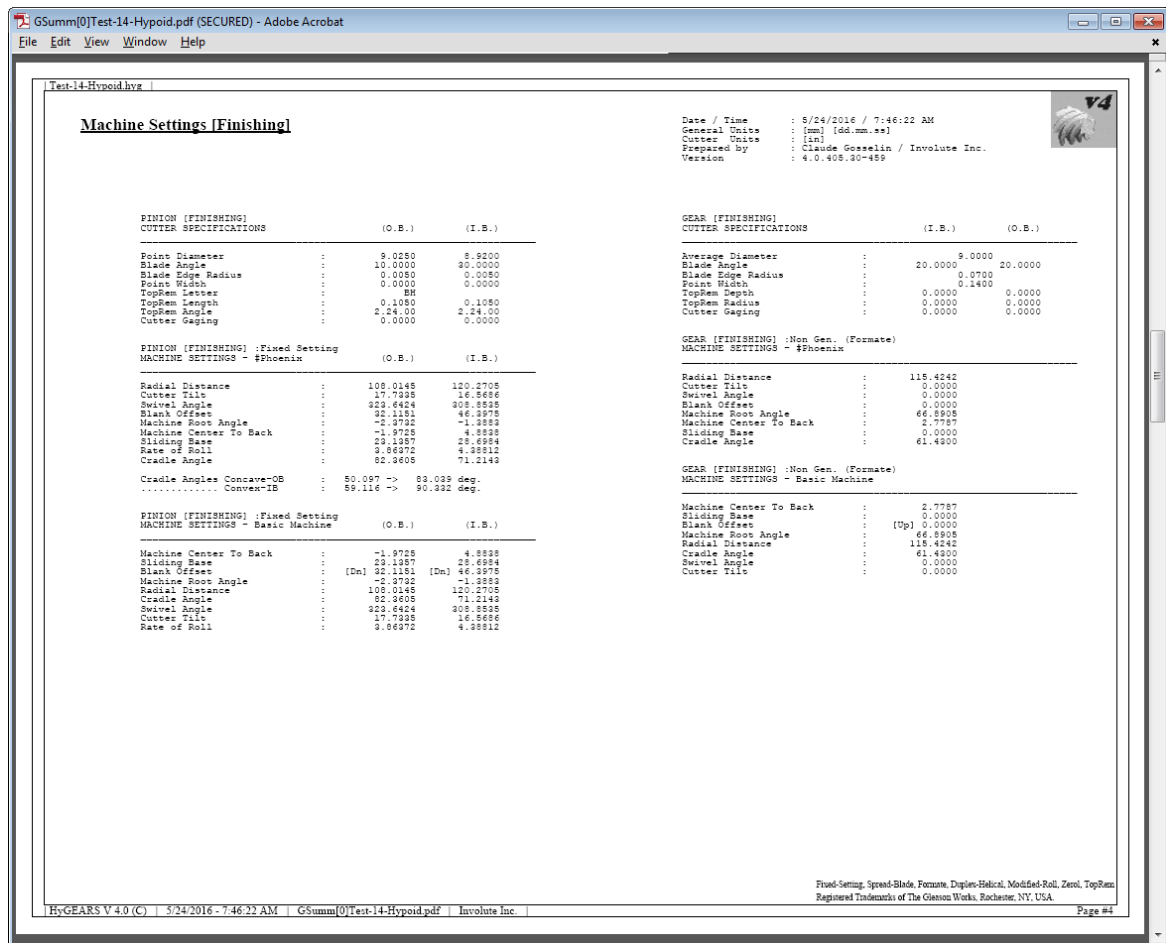 GSumm[0]Test-14-Hypoid.pdf (SECURED) - Adobe Acrobat
File Edit View Window Help
| Test-14-Hypoid.hyg |
Machine Settings [Finishing]
V4
Date / Time : 5/24/2016 / 7:46:22 AM
General Units : [mm] [dd.mm.ss]
Cutter Units : [in]
Prepared by : Claude Gosselin / Involute Inc.
Version : 4.0.405.30-459
PINION [FINISHING]
CUTTER SPECIFICATIONS (O.B.) (I.B.)
Point Diameter : 9.0250 8.9200
Blade Angle : 10.0000 30.0000
Blade Edge Radius : 0.0050 0.0050
Point Width : 0.0000 0.0000
TopRem Letter : BH
TopRem Length : 0.1050 0.1050
TopRem Angle : 2.24.00 2.24.00
Cutter Gaging : 0.0000 0.0000
PINION [FINISHING] :Fixed Setting
MACHINE SETTINGS - #Phoenix (O.B.) (I.B.)
Radial Distance : 108.0145 120.2705
Cutter Tilt : 17.7335 16.5686
Swivel Angle : 323.6424 308.8535
Blank Offset : 32.1151 46.3975
Machine Root Angle : -2.3732 -1.3883
Machine Center To Back : -1.9725 4.8838
Sliding Base : 23.1357 28.6984
Rate of Roll : 3.86372 4.38812
Cradle Angle : 82.3605 71.2143
Cradle Angles Concave-OB : 50.097 -> 83.039 deg.
............. Convex-IB : 59.116 -> 90.332 deg.
PINION [FINISHING] :Fixed Setting
MACHINE SETTINGS - Basic Machine (O.B.) (I.B.)
Machine Center To Back : -1.9725 4.8838
Sliding Base : 23.1357 28.6984
Blank Offset : [Dn] 32.1151 [Dn] 46.3975
Machine Root Angle : -2.3732 -1.3883
Radial Distance : 108.0145 120.2705
Cradle Angle : 82.3605 71.2143
Swivel Angle : 323.6424 308.8535
Cutter Tilt : 17.7335 16.5686
Rate of Roll : 3.86372 4.38812
GEAR [FINISHING]
CUTTER SPECIFICATIONS (I.B.) (O.B.)
Average Diameter : 9.0000
Blade Angle : 20.0000 20.0000
Blade Edge Radius : 0.0700
Point Width : 0.1400
TopRem Depth : 0.0000 0.0000
TopRem Radius : 0.0000 0.0000
Cutter Gaging : 0.0000 0.0000
GEAR [FINISHING] :Non Gen. (Formate)
MACHINE SETTINGS - #Phoenix
Radial Distance : 115.4242
Cutter Tilt : 0.0000
Swivel Angle : 0.0000
Blank Offset : 0.0000
Machine Root Angle : 66.8905
Machine Center To Back : 2.7787
Sliding Base : 0.0000
Cradle Angle : 61.4300
GEAR [FINISHING] :Non Gen. (Formate)
MACHINE SETTINGS - Basic Machine
Machine Center To Back : 2.7787
Sliding Base : 0.0000
Blank Offset : [Up] 0.0000
Machine Root Angle : 66.8905
Radial Distance : 115.4242
Cradle Angle : 61.4300
Swivel Angle : 0.0000
Cutter Tilt : 0.0000
Fixed-Setting, Spread-Blade, Formate, Duplex-Helical, Modified-Roll, Zerol, TopRem
Registered Trademarks of The Gleason Works, Rochester, NY, USA.
| HyGEARS V 4.0 (C) | 5/24/2016 - 7:46:22 AM | GSumm[0]Test-14-Hypoid.pdf | Involute Inc. | Page #4